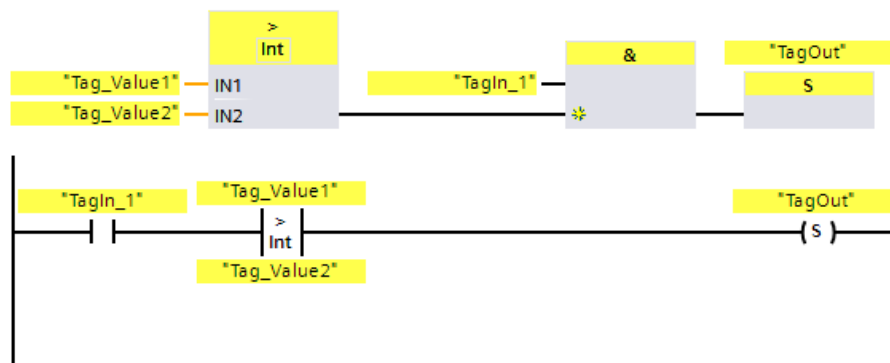 >
Int
"Tag_Value1" IN1
"Tag_Value2" IN2
"TagIn_1" &
"TagOut"
S
"TagIn_1" "Tag_Value1" "TagOut"
>
Int
( S )
"Tag_Value2"